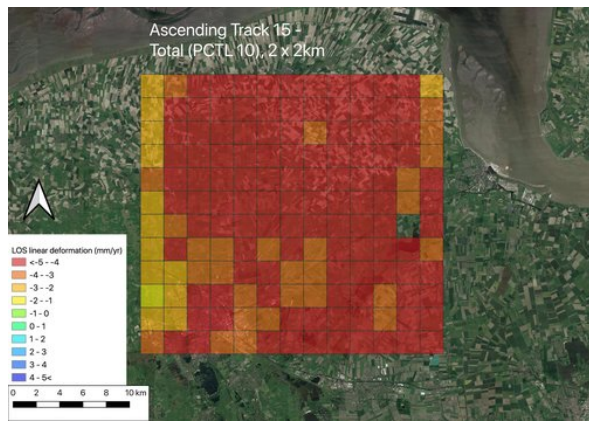 Ascending Track 15 -
Total (PCTL 10), 2 x 2km
LOS linear deformation (mm/yr)
<-5 - -4
-4 - -3
-3 - -2
-2 - -1
-1 - 0
0 - 1
1 - 2
2 - 3
3 - 4
4 - 5<
0 2 4 6 8 10 km